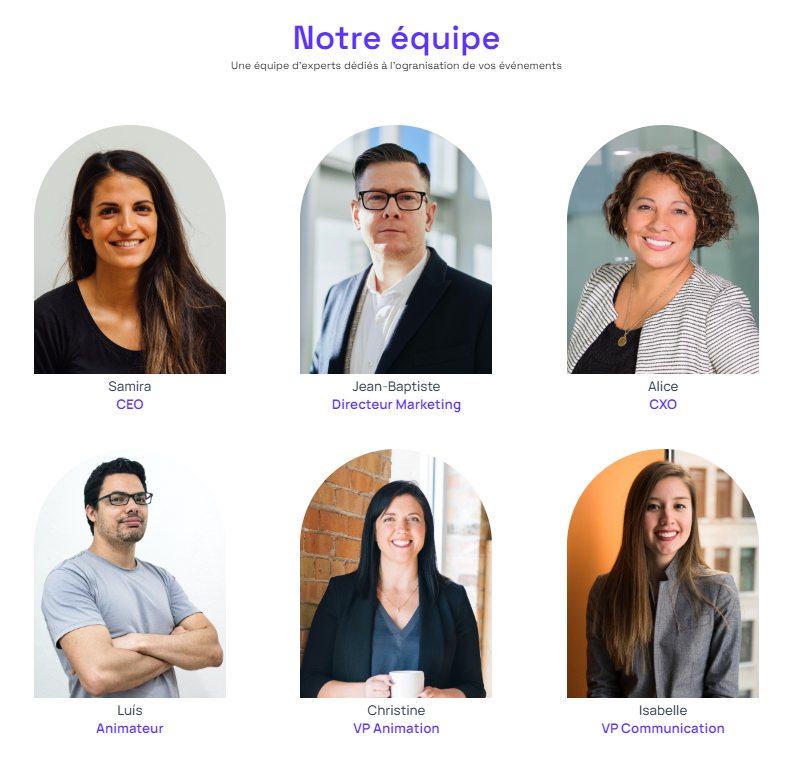 Notre équipe
Une équipe d'experts dédiés à l'ogranisation de vos événements
Samira
CEO
Jean-Baptiste
Directeur Marketing
Alice
CXO
Luís
Animateur
Christine
VP Animation
Isabelle
VP Communication